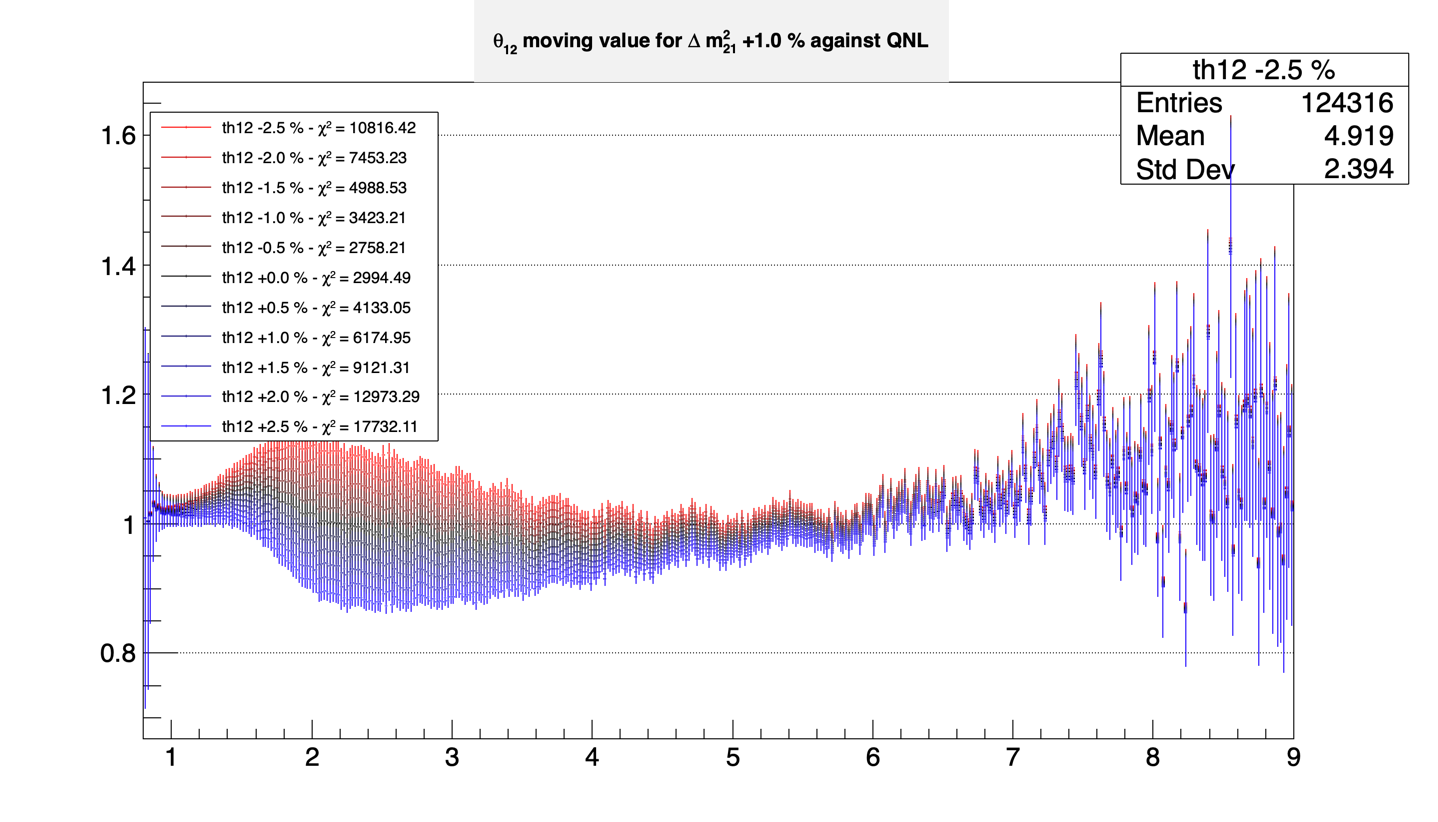 θ12 moving value for Δ m²21 +1.0 % against QNL
th12 -2.5 %
Entries 124316
Mean 4.919
Std Dev 2.394
th12 -2.5 % - χ² = 10816.42
th12 -2.0 % - χ² = 7453.23
th12 -1.5 % - χ² = 4988.53
th12 -1.0 % - χ² = 3423.21
th12 -0.5 % - χ² = 2758.21
th12 +0.0 % - χ² = 2994.49
th12 +0.5 % - χ² = 4133.05
th12 +1.0 % - χ² = 6174.95
th12 +1.5 % - χ² = 9121.31
th12 +2.0 % - χ² = 12973.29
th12 +2.5 % - χ² = 17732.11
1.6
1.4
1.2
1
0.8
1 2 3 4 5 6 7 8 9